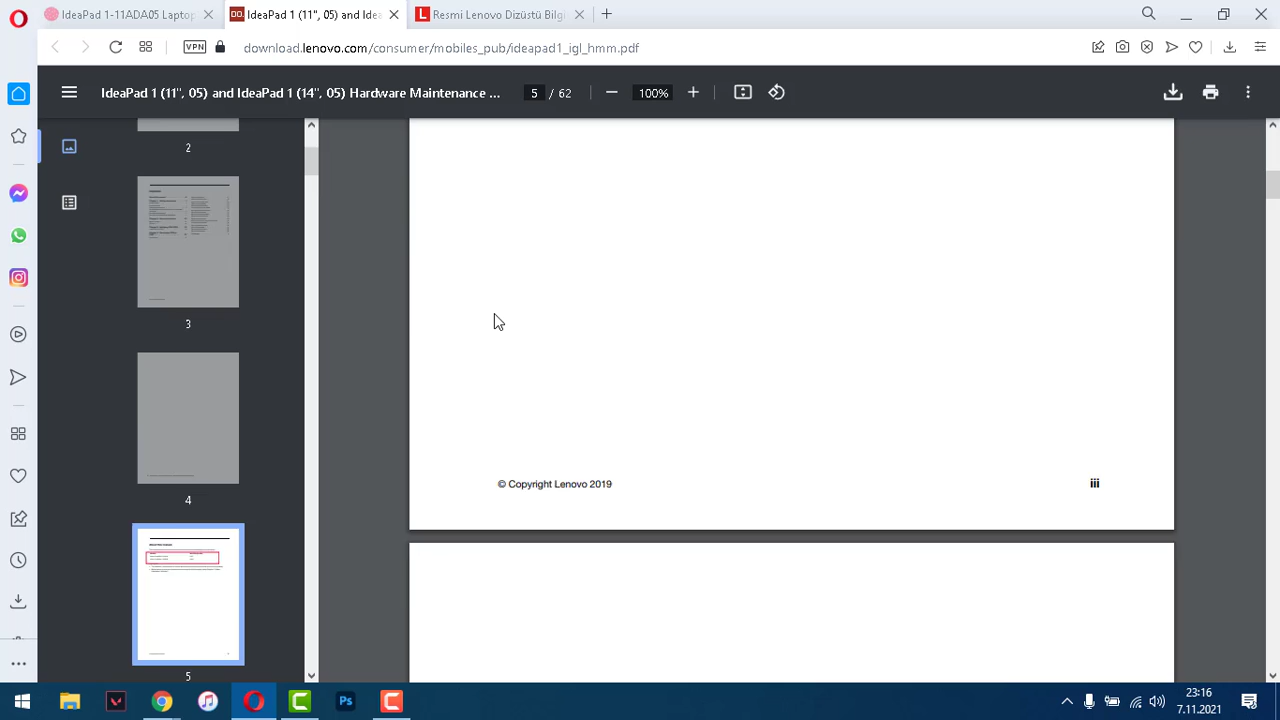 IdeaPad 1-11ADA05 Laptop
IdeaPad 1 (11", 05) and Idea
Resmi Lenovo Dizüstü Bilgi
VPN
download.lenovo.com/consumer/mobiles_pub/ideapad1_igl_hmm.pdf
IdeaPad 1 (11", 05) and IdeaPad 1 (14", 05) Hardware Maintenance ...
5 / 62
100%
2
3
4
5
© Copyright Lenovo 2019
iii
23:16
7.11.2021